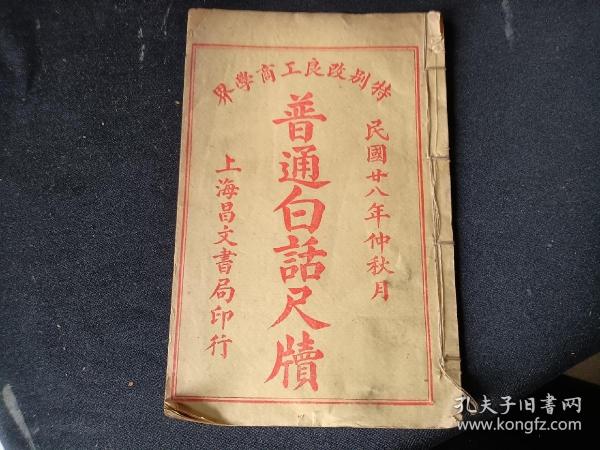 特别改良工商學界
民國廿八年仲秋月
普通白話尺牘
上海昌文書局印行
孔夫子旧书网
www.kongfz.com